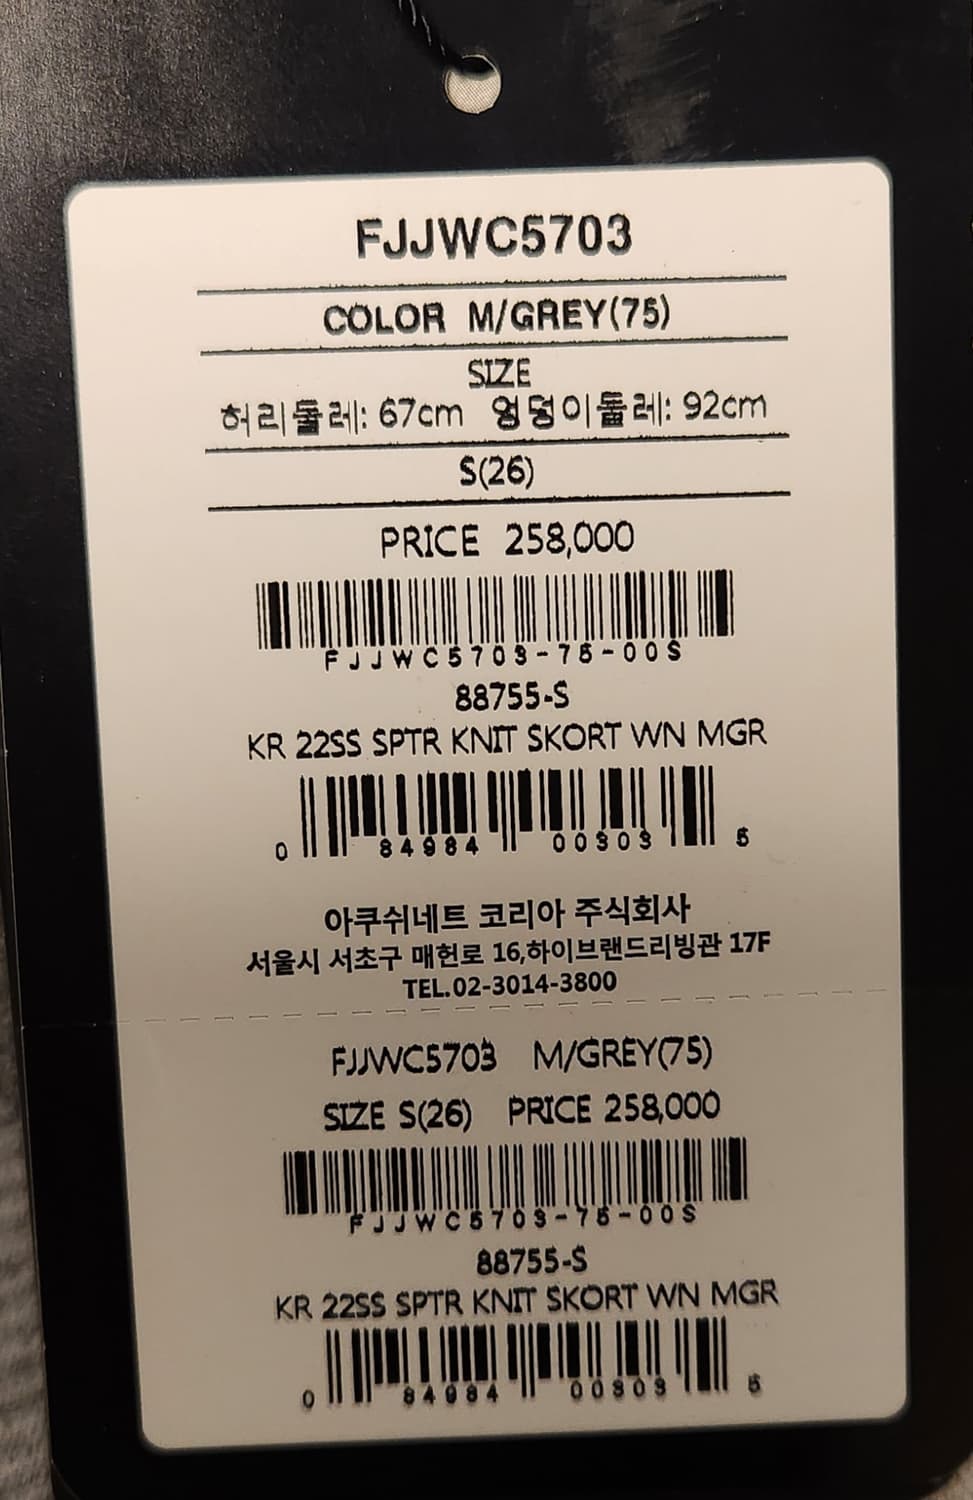 FJJWC5703
COLOR M/GREY(75)
SIZE
허리둘레: 67cm 엉덩이둘레: 92cm
S(26)
PRICE 258,000
FJJWC5703-75-00S
88755-S
KR 22SS SPTR KNIT SKORT WN MGR
0 84984 00303 5
아쿠쉬네트 코리아 주식회사
서울시 서초구 매헌로 16,하이브랜드리빙관 17F
TEL.02-3014-3800
FJJWC5703 M/GREY(75)
SIZE S(26) PRICE 258,000
FJJWC5703-75-00S
88755-S
KR 22SS SPTR KNIT SKORT WN MGR
0 84984 00303 5